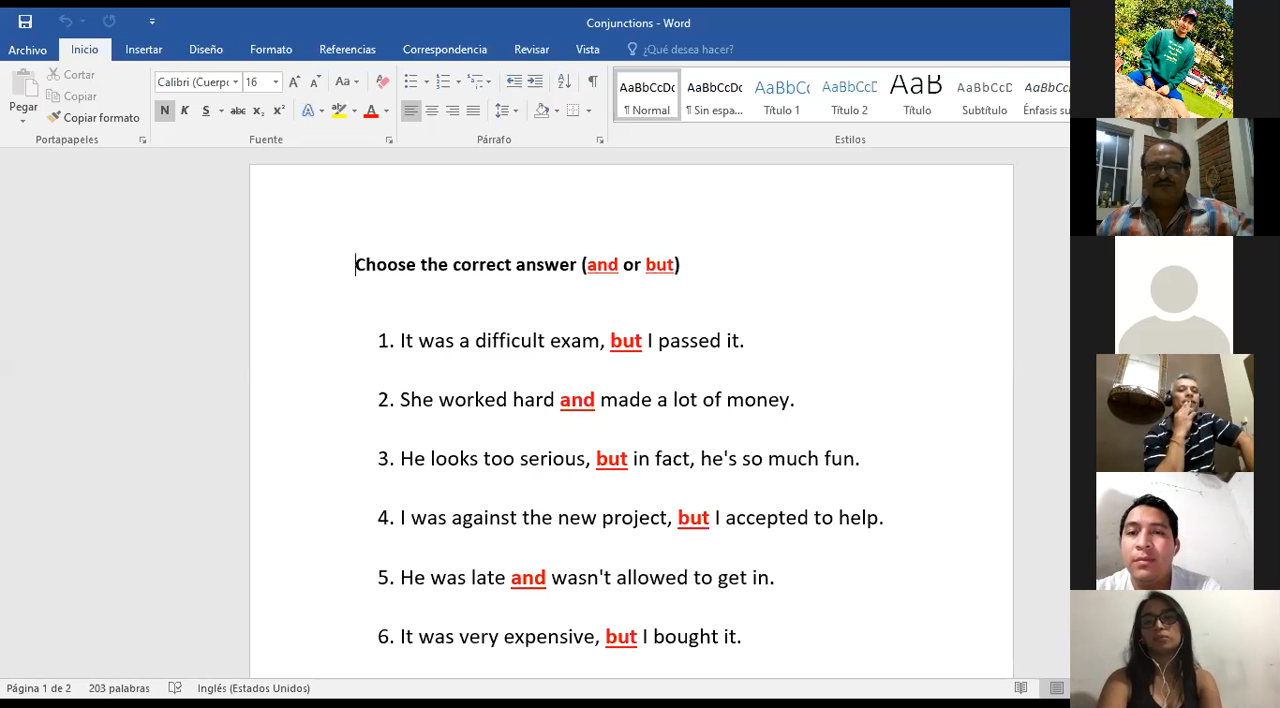 Conjunctions - Word
Archivo Inicio Insertar Diseño Formato Referencias Correspondencia Revisar Vista ¿Qué desea hacer?
Pegar
Cortar
Copiar
Copiar formato
Calibri (Cuerpo 16
N K S abc x₂ x²
Aa
A
AaBbCcDc AaBbCcDc AaBbCc AaBbCcD AaB AaBbCcD AaBbCcD
¶ Normal ¶ Sin espa... Título 1 Título 2 Título Subtítulo Énfasis su
Portapapeles Fuente Párrafo Estilos
Choose the correct answer (and or but)
1. It was a difficult exam, but I passed it.
2. She worked hard and made a lot of money.
3. He looks too serious, but in fact, he's so much fun.
4. I was against the new project, but I accepted to help.
5. He was late and wasn't allowed to get in.
6. It was very expensive, but I bought it.
Página 1 de 2 203 palabras Inglés (Estados Unidos)